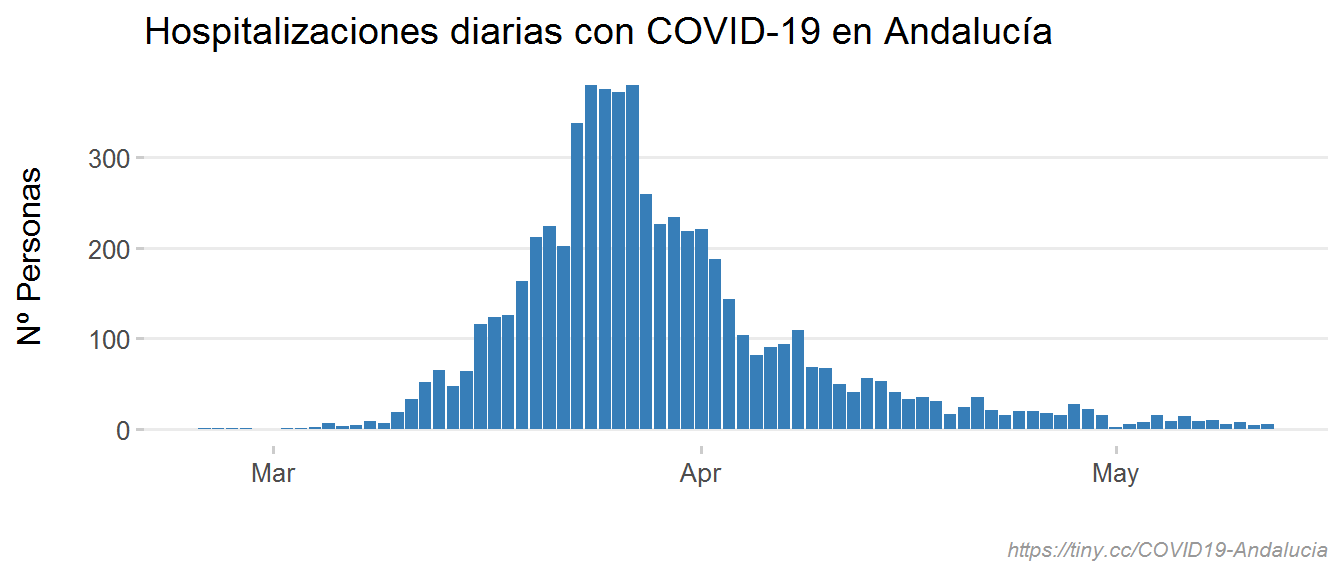 Hospitalizaciones diarias con COVID-19 en Andalucía
Nº Personas
300
200
100
0
Mar Apr May
https://tiny.cc/COVID19-Andalucia